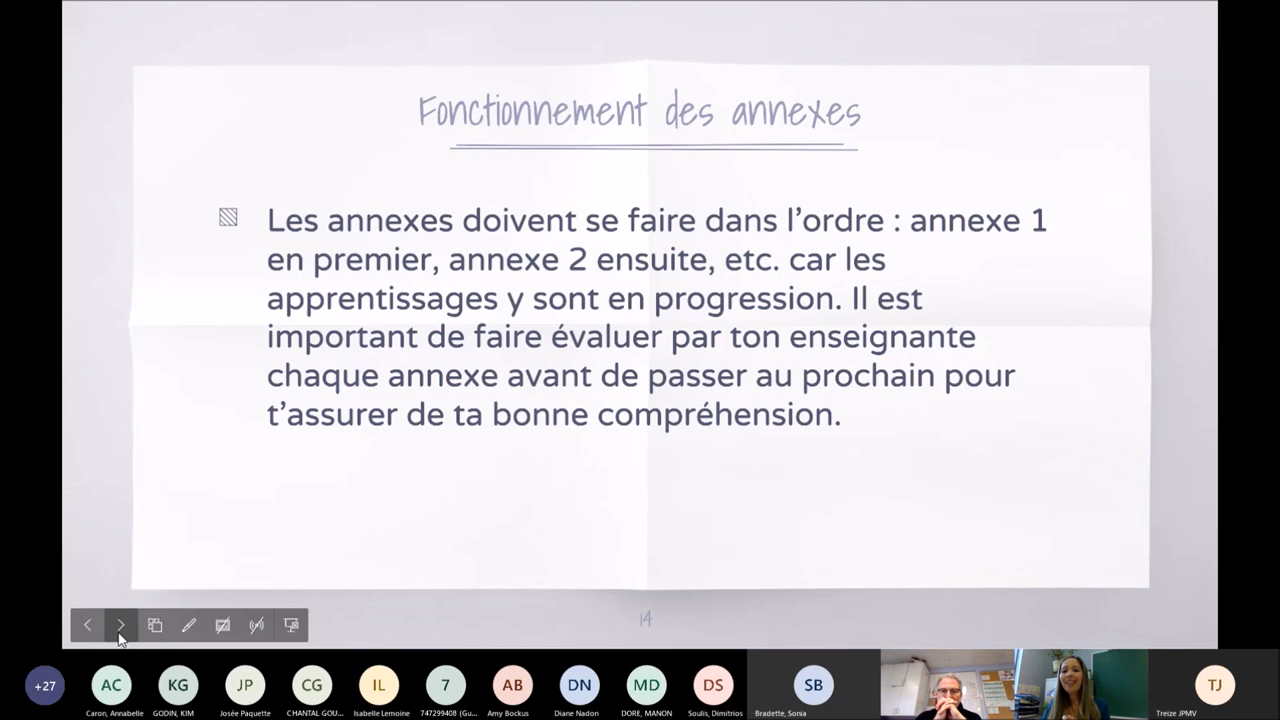 Fonctionnement des annexes
Les annexes doivent se faire dans l’ordre : annexe 1
en premier, annexe 2 ensuite, etc. car les
apprentissages y sont en progression. Il est
important de faire évaluer par ton enseignante
chaque annexe avant de passer au prochain pour
t’assurer de ta bonne compréhension.
14
+27
AC
KG
JP
CG
IL
7
AB
DN
MD
DS
SB
TJ
Caron, Annabelle
GODIN, KIM
Josée Paquette
CHANTAL GOU...
Isabelle Lemoine
747299408 (Gu...
Amy Bockus
Diane Nadon
DORE, MANON
Soulis, Dimitrios
Bradette, Sonia
Treize JPMV